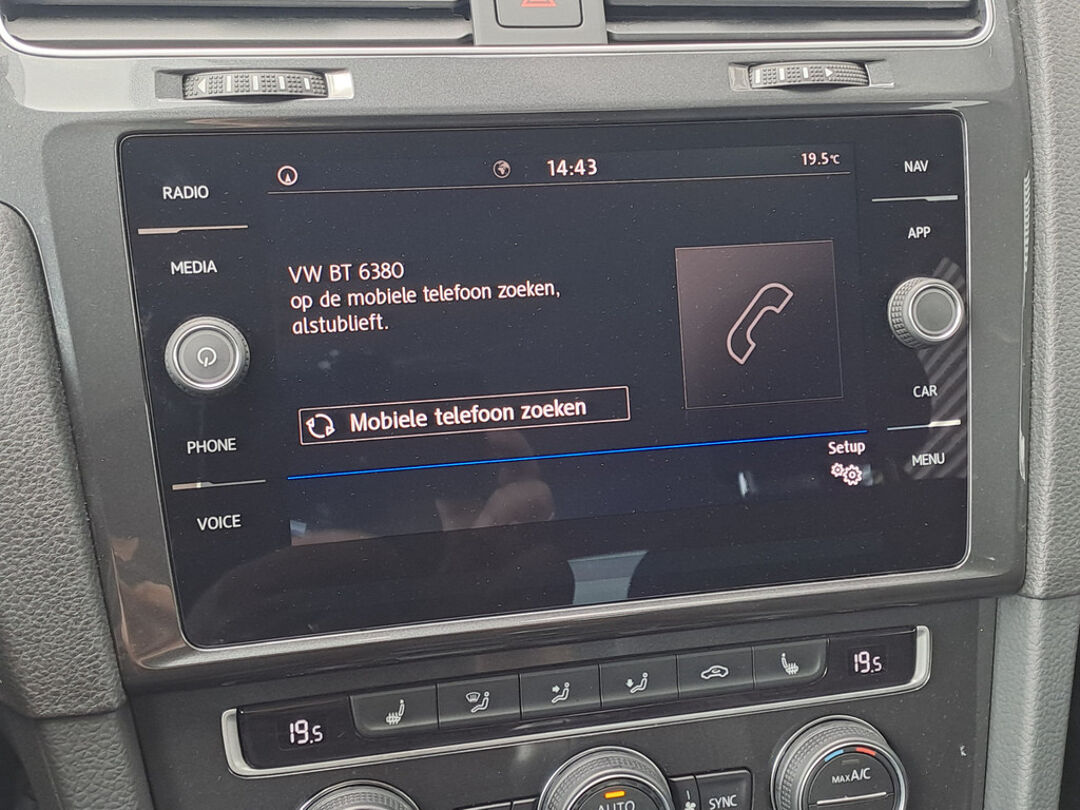 14:43
19.5°C
RADIO
MEDIA
PHONE
VOICE
VW BT 6380
op de mobiele telefoon zoeken,
alstublieft.
Mobiele telefoon zoeken
Setup
NAV
APP
CAR
MENU
19.5
19.5
AUTO
SYNC
MAX A/C